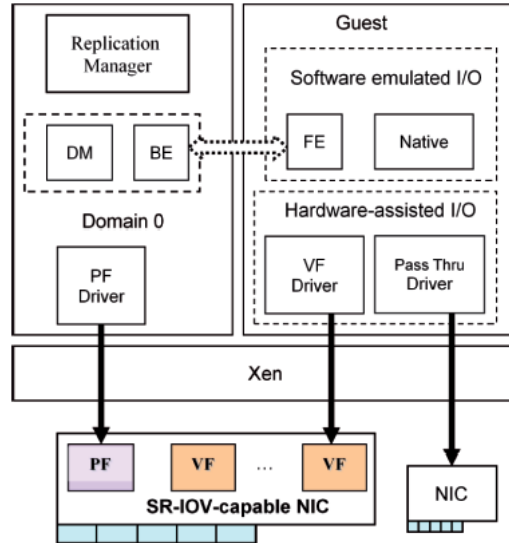 Replication
Manager
DM
BE
Domain 0
PF
Driver
Guest
Software emulated I/O
FE
Native
Hardware-assisted I/O
VF
Driver
Pass Thru
Driver
Xen
PF
VF
...
VF
SR-IOV-capable NIC
NIC